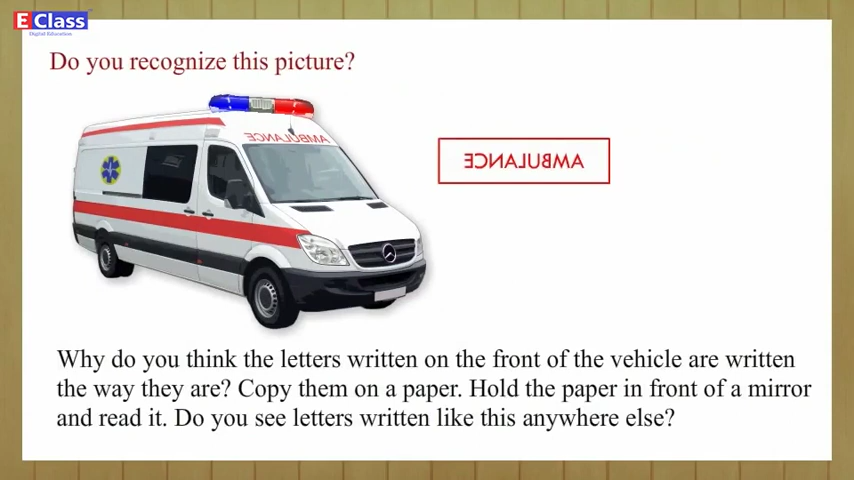 E Class
Digital Education
Do you recognize this picture?
AMBULANCE
AMBULANCE
Why do you think the letters written on the front of the vehicle are written
the way they are? Copy them on a paper. Hold the paper in front of a mirror
and read it. Do you see letters written like this anywhere else?